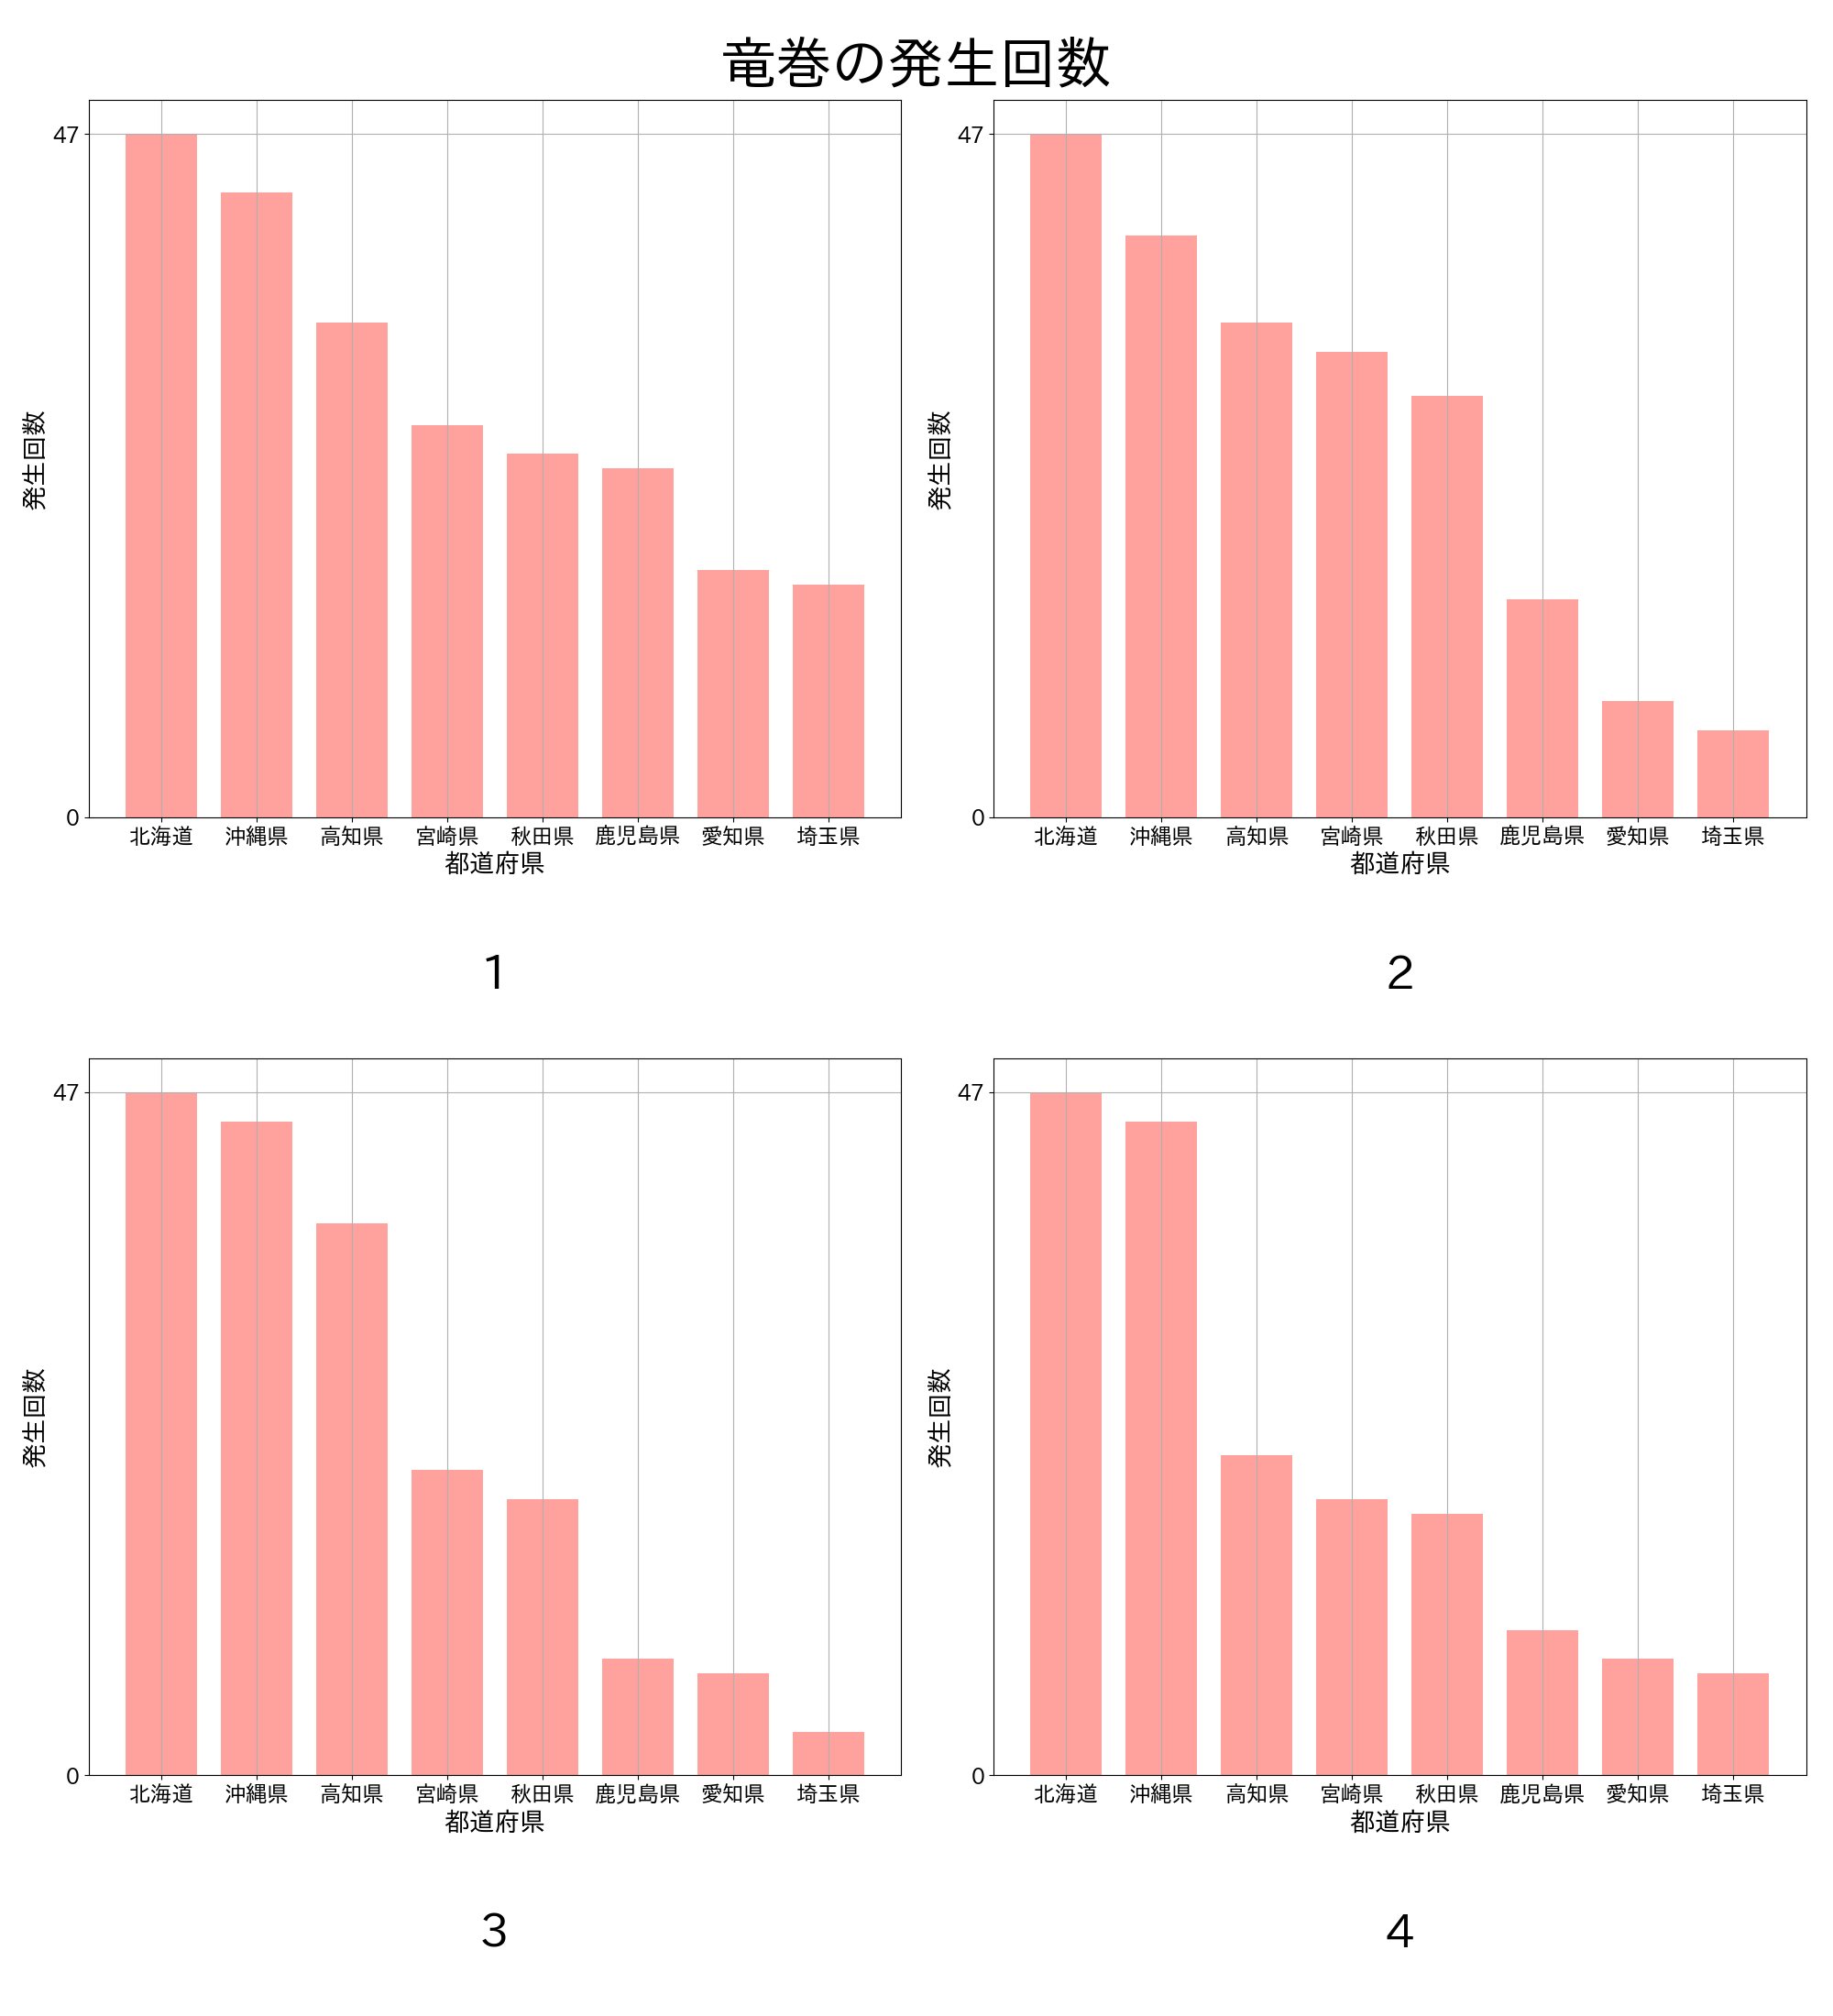 竜巻の発生回数
47
0
発生回数
北海道 沖縄県 高知県 宮崎県 秋田県 鹿児島県 愛知県 埼玉県
都道府県
1
47
0
発生回数
北海道 沖縄県 高知県 宮崎県 秋田県 鹿児島県 愛知県 埼玉県
都道府県
2
47
0
発生回数
北海道 沖縄県 高知県 宮崎県 秋田県 鹿児島県 愛知県 埼玉県
都道府県
3
47
0
発生回数
北海道 沖縄県 高知県 宮崎県 秋田県 鹿児島県 愛知県 埼玉県
都道府県
4